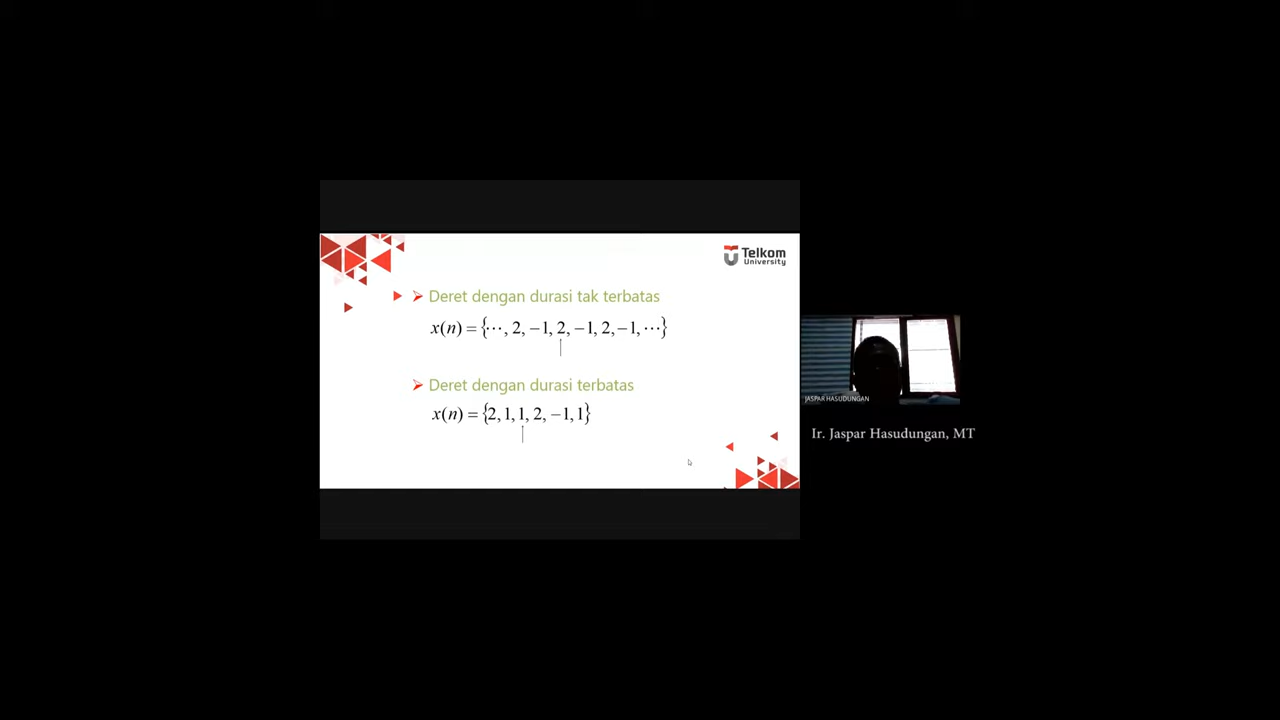 Telkom
University
Deret dengan durasi tak terbatas
x(n) = {⋯, 2, −1, 2, −1, 2, −1, ⋯}
Deret dengan durasi terbatas
x(n) = {2, 1, 1, 2, −1, 1}
JASPAR HASUDUNGAN
Ir. Jaspar Hasudungan, MT